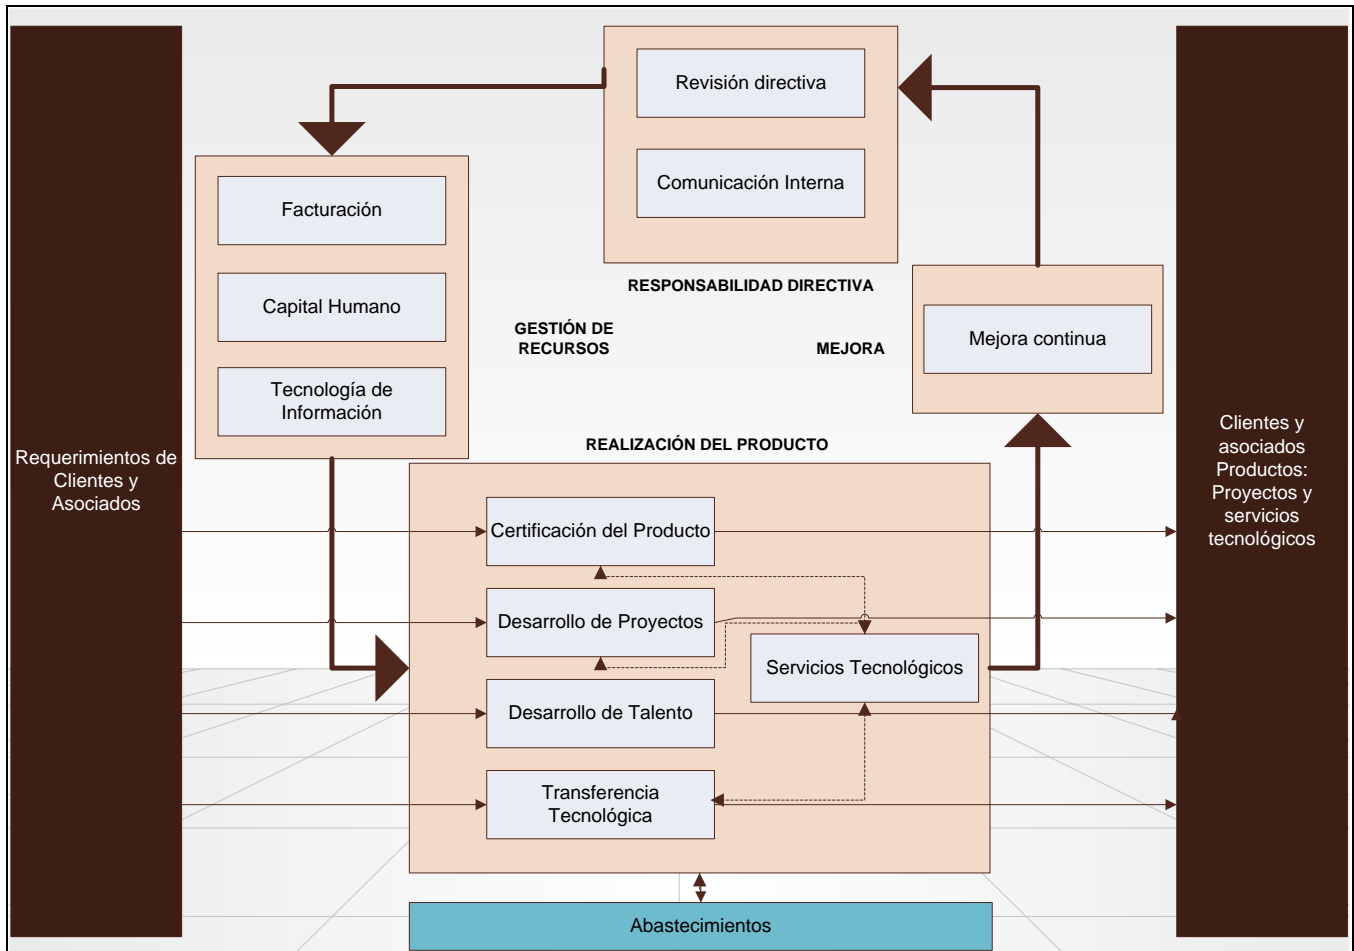 Revisión directiva
Comunicación Interna
RESPONSABILIDAD DIRECTIVA
Facturación
Capital Humano
Tecnología de
Información
GESTIÓN DE
RECURSOS
MEJORA
Mejora continua
REALIZACIÓN DEL PRODUCTO
Requerimientos de
Clientes y
Asociados
Certificación del Producto
Desarrollo de Proyectos
Servicios Tecnológicos
Desarrollo de Talento
Transferencia
Tecnológica
Clientes y
asociados
Productos:
Proyectos y
servicios
tecnológicos
Abastecimientos